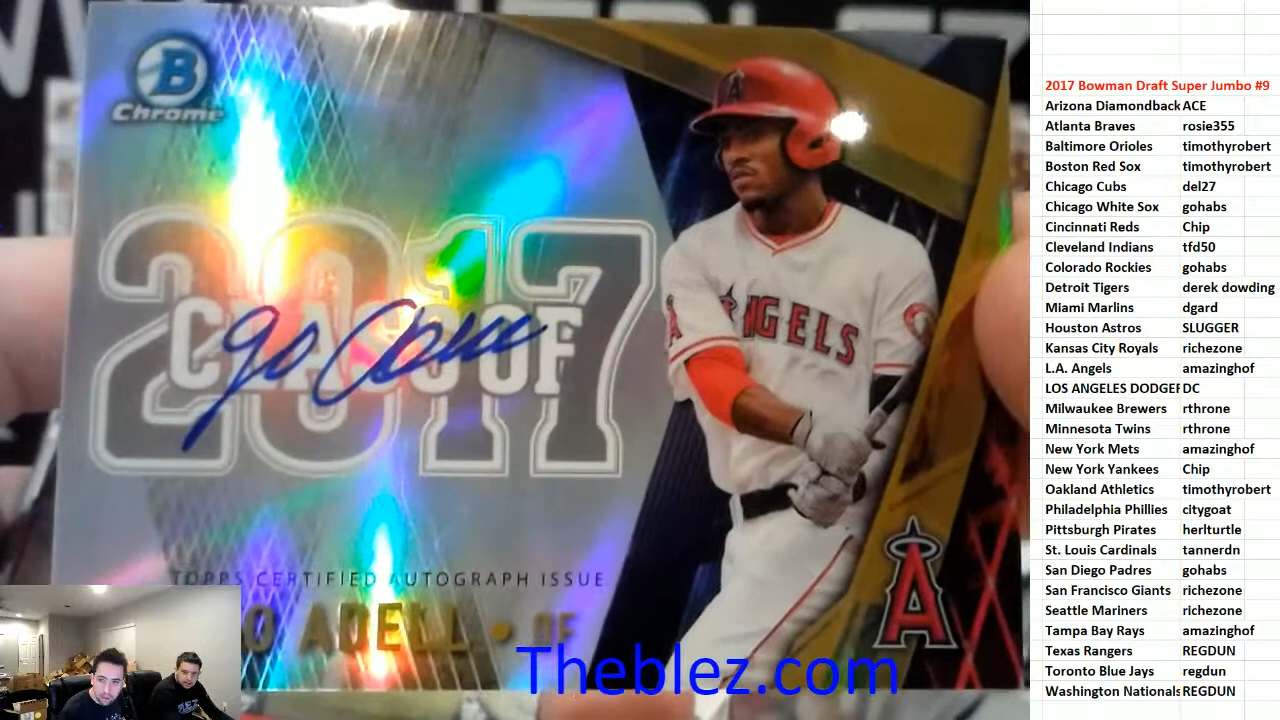 B
Chrome
2017
CLASS OF
A
ANGELS
TOPPS CERTIFIED AUTOGRAPH ISSUE
ADELL • OF
A
Theblez.com
2017 Bowman Draft Super Jumbo #9
Arizona Diamondback ACE
Atlanta Braves rosie355
Baltimore Orioles timothyrobert
Boston Red Sox timothyrobert
Chicago Cubs del27
Chicago White Sox gohabs
Cincinnati Reds Chip
Cleveland Indians tfd50
Colorado Rockies gohabs
Detroit Tigers derek dowding
Miami Marlins dgard
Houston Astros SLUGGER
Kansas City Royals richezone
L.A. Angels amazinghof
LOS ANGELES DODGER DC
Milwaukee Brewers rthrone
Minnesota Twins rthrone
New York Mets amazinghof
New York Yankees Chip
Oakland Athletics timothyrobert
Philadelphia Phillies citygoat
Pittsburgh Pirates herlturtle
St. Louis Cardinals tannerdn
San Diego Padres gohabs
San Francisco Giants richezone
Seattle Mariners richezone
Tampa Bay Rays amazinghof
Texas Rangers REGDUN
Toronto Blue Jays regdun
Washington Nationals REGDUN